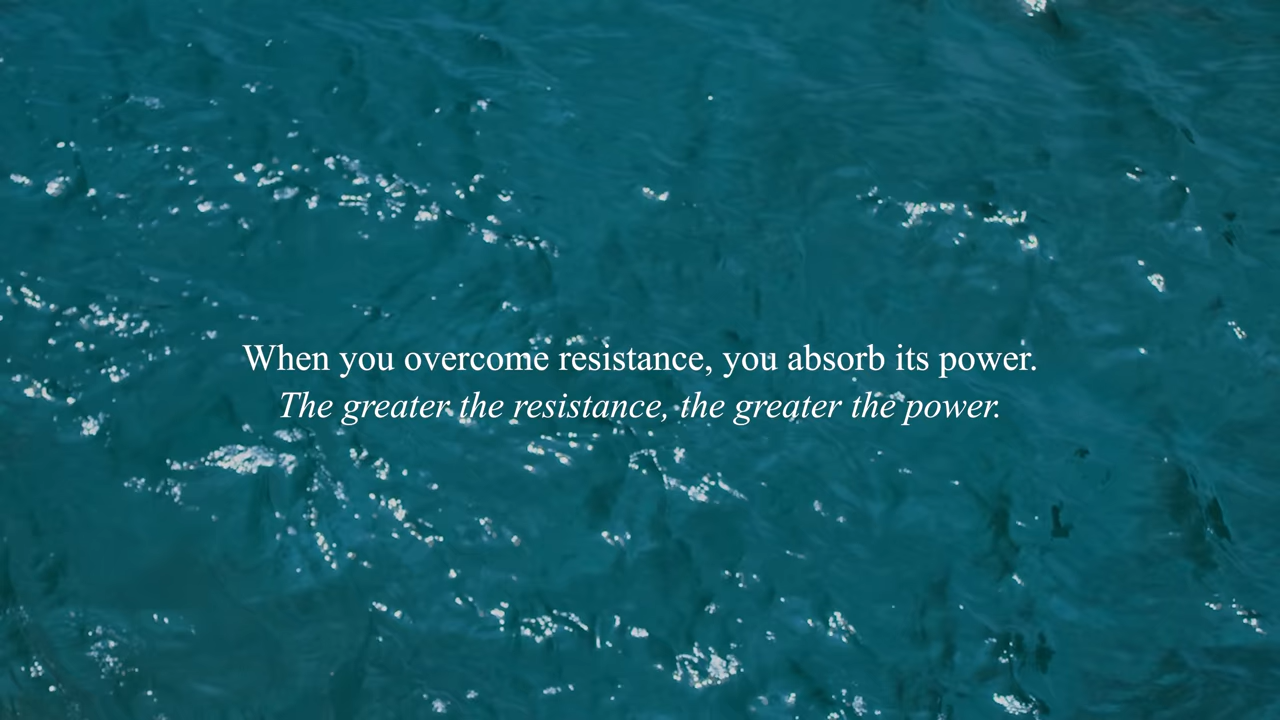 When you overcome resistance, you absorb its power.
The greater the resistance, the greater the power.